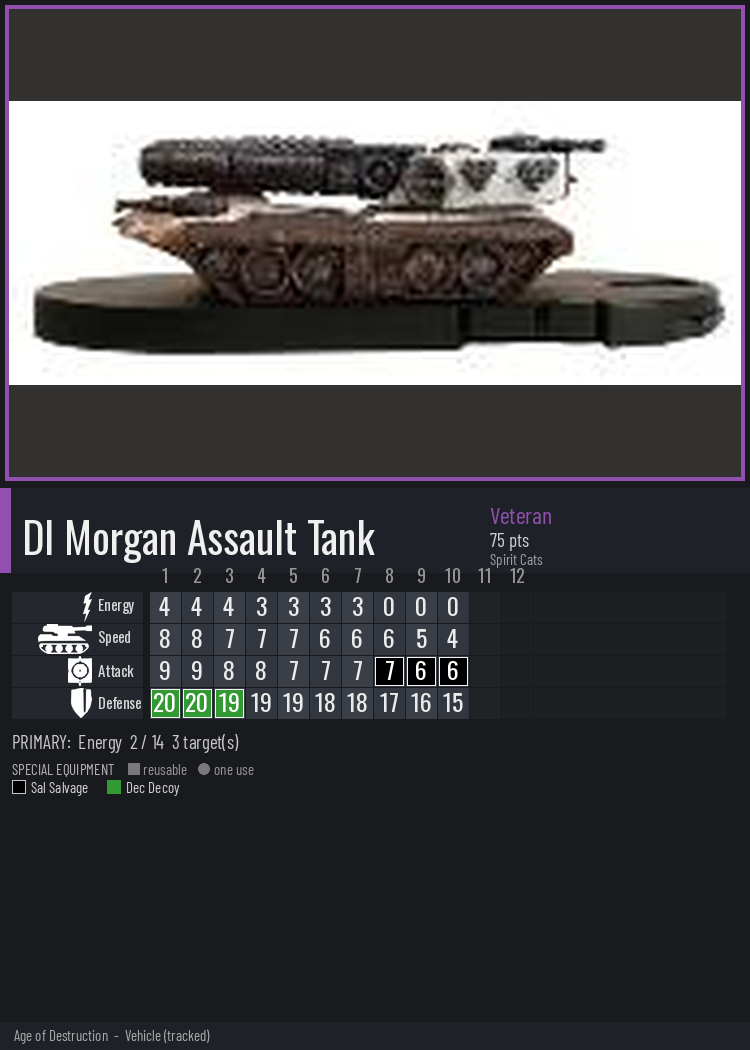 DI Morgan Assault Tank
Veteran
75 pts
Spirit Cats
1 2 3 4 5 6 7 8 9 10 11 12
Energy 4 4 4 3 3 3 3 0 0 0
Speed 8 8 7 7 7 6 6 6 5 4
Attack 9 9 8 8 7 7 7 7 6 6
Defense 20 20 19 19 19 18 18 17 16 15
PRIMARY: Energy 2 / 14 3 target(s)
SPECIAL EQUIPMENT reusable one use
Sal Salvage Dec Decoy
Age of Destruction - Vehicle (tracked)